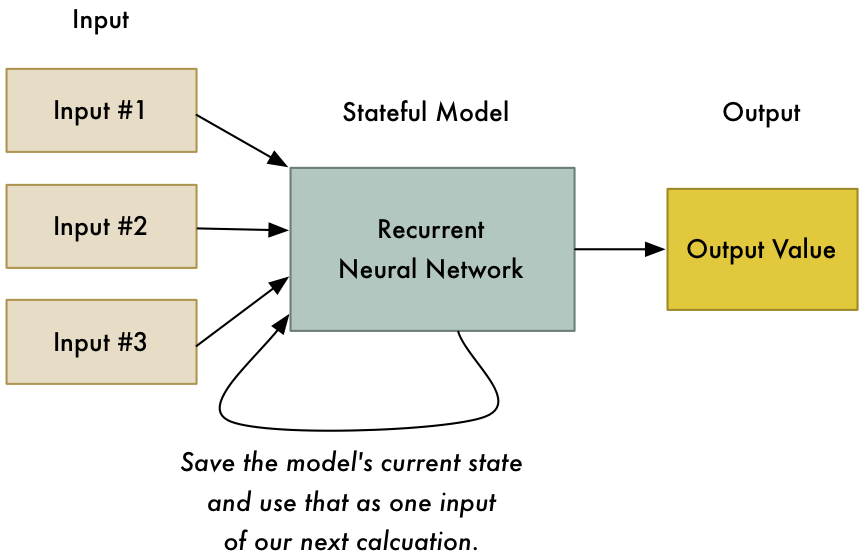 Input
Input #1
Input #2
Input #3
Stateful Model
Recurrent
Neural Network
Output
Output Value
Save the model's current state
and use that as one input
of our next calcuation.